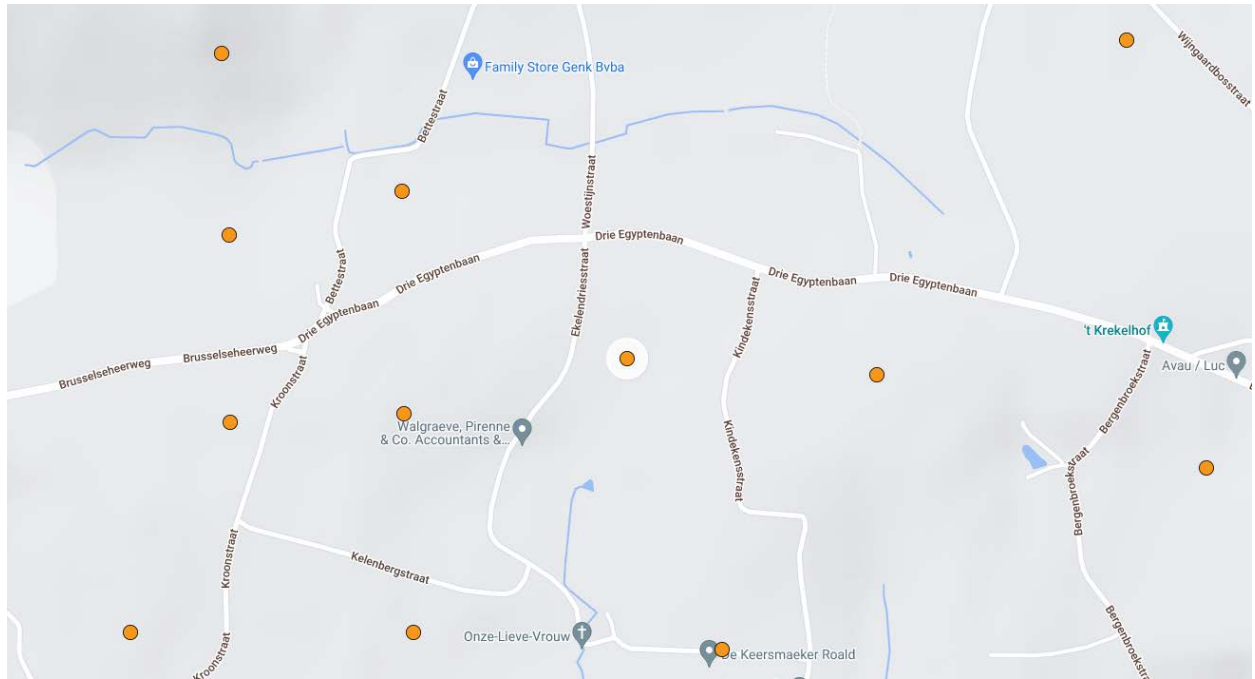 Wijngaardbosstraat
Family Store Genk Bvba
Bettestraat
Woestijnstraat
Drie Egyptenbaan
Bettestraat
Drie Egyptenbaan
Ekelendriesstraat
Drie Egyptenbaan
Drie Egyptenbaan
Kindekensstraat
Drie Egyptenbaan
't Krekelhof
Brusselseheerweg
Brusselseheerweg
Avau / Luc
Kroonstraat
Bergenbroekstraat
Walgraeve, Pirenne
& Co. Accountants &...
Kindekensstraat
Bergenbroekstraat
Kroonstraat
Kelenbergstraat
Onze-Lieve-Vrouw
De Keersmaeker Roald
Kroonstraat
Bergenbroekstraat